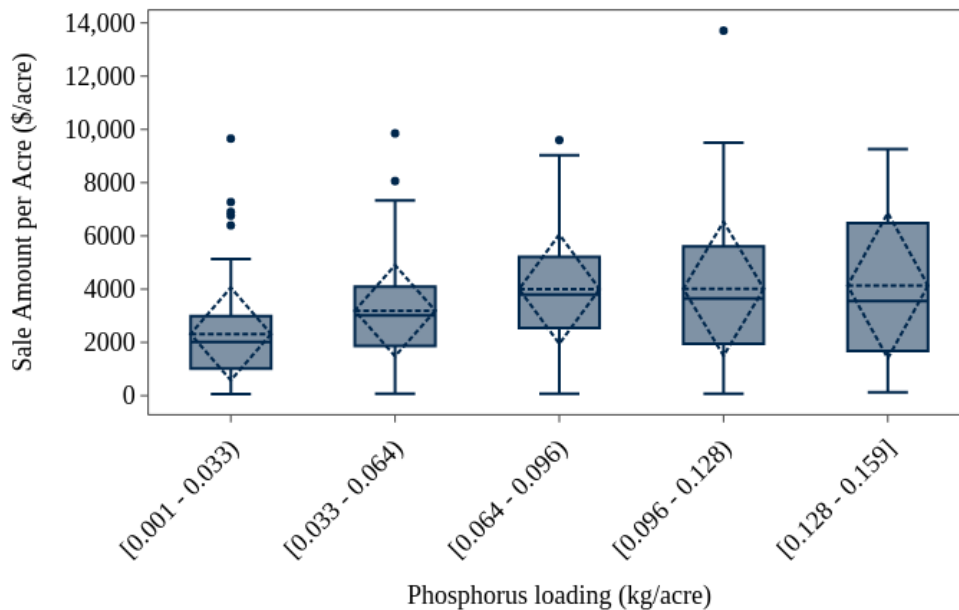 Sale Amount per Acre ($/acre)
14,000
12,000
10,000
8000
6000
4000
2000
0
[0.001 - 0.033)
[0.033 - 0.064)
[0.064 - 0.096)
[0.096 - 0.128)
[0.128 - 0.159]
Phosphorus loading (kg/acre)